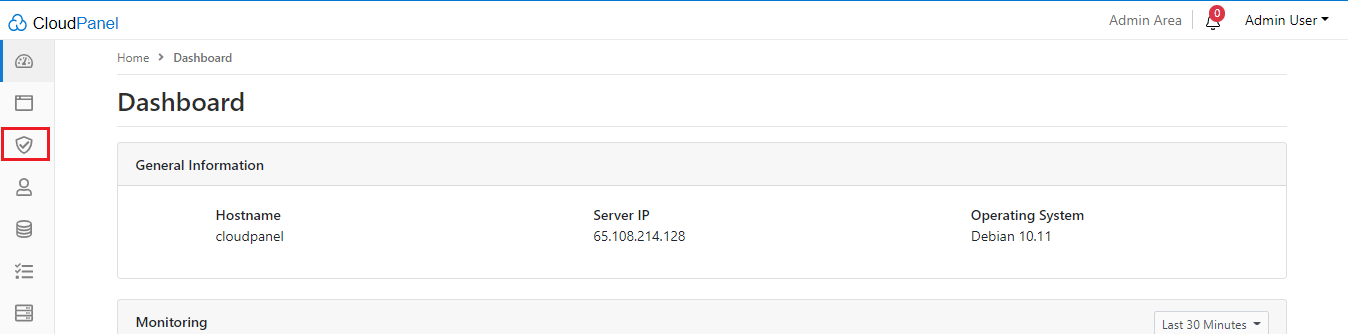 CloudPanel
Admin Area
0
Admin User
Home > Dashboard
Dashboard
General Information
Hostname
cloudpanel
Server IP
65.108.214.128
Operating System
Debian 10.11
Monitoring
Last 30 Minutes